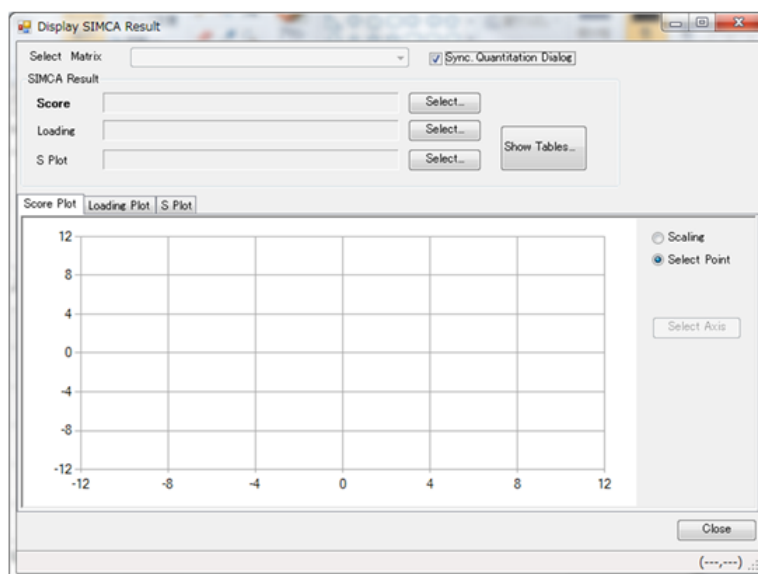 Display SIMCA Result
Select Matrix
Sync. Quantitation Dialog
SIMCA Result
Score
Select...
Loading
Select...
Show Tables...
S Plot
Select...
Score Plot
Loading Plot
S Plot
12
8
4
0
-4
-8
-12
-12
-8
-4
0
4
8
12
Scaling
Select Point
Select Axis
Close
(---,---)